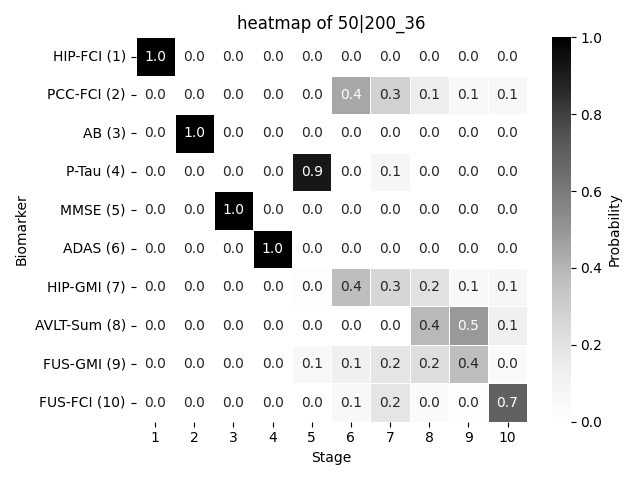 heatmap of 50|200_36
HIP-FCI (1) 1.0 0.0 0.0 0.0 0.0 0.0 0.0 0.0 0.0 0.0
PCC-FCI (2) 0.0 0.0 0.0 0.0 0.0 0.4 0.3 0.1 0.1 0.1
AB (3) 0.0 1.0 0.0 0.0 0.0 0.0 0.0 0.0 0.0 0.0
P-Tau (4) 0.0 0.0 0.0 0.0 0.9 0.0 0.1 0.0 0.0 0.0
MMSE (5) 0.0 0.0 1.0 0.0 0.0 0.0 0.0 0.0 0.0 0.0
ADAS (6) 0.0 0.0 0.0 1.0 0.0 0.0 0.0 0.0 0.0 0.0
HIP-GMI (7) 0.0 0.0 0.0 0.0 0.0 0.4 0.3 0.2 0.1 0.1
AVLT-Sum (8) 0.0 0.0 0.0 0.0 0.0 0.0 0.0 0.4 0.5 0.1
FUS-GMI (9) 0.0 0.0 0.0 0.0 0.1 0.1 0.2 0.2 0.4 0.0
FUS-FCI (10) 0.0 0.0 0.0 0.0 0.0 0.1 0.2 0.0 0.0 0.7
1 2 3 4 5 6 7 8 9 10
Stage
Biomarker
1.0
0.8
0.6
0.4
0.2
0.0
Probability